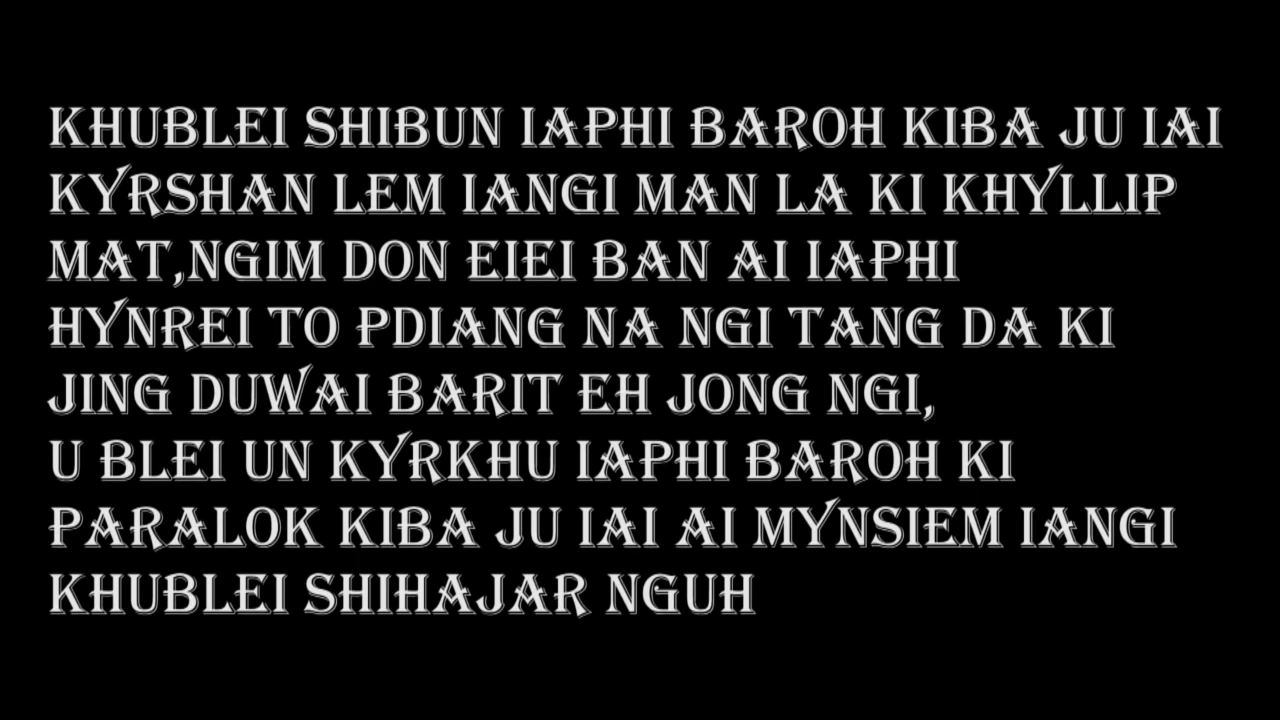 KHUBLEI SHIBUN IAPHI BAROH KIBA JU IAI
KYRSHAN LEM IANGI MAN LA KI KHYLLIP
MAT,NGIM DON EIEI BAN AI IAPHI
HYNREI TO PDIANG NA NGI TANG DA KI
JING DUWAI BARIT EH JONG NGI,
U BLEI UN KYRKHU IAPHI BAROH KI
PARALOK KIBA JU IAI AI MYNSIEM IANGI
KHUBLEI SHIHAJAR NGUH